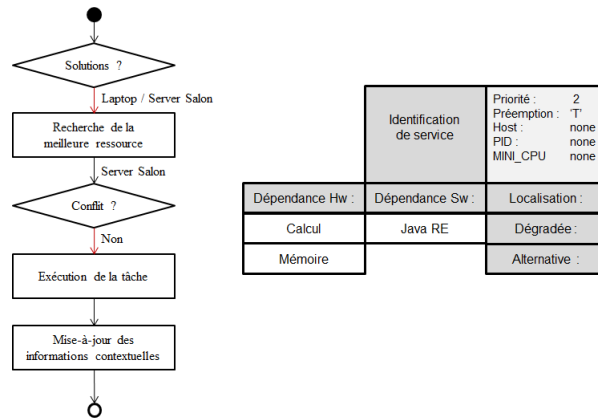 Solutions ?
Laptop / Server Salon
Recherche de la
meilleure ressource
Server Salon
Conflit ?
Non
Exécution de la tâche
Mise-à-jour des
informations contextuelles
Identification
de service
Priorité : 2
Préemption : 'T'
Host : none
PID : none
MINI_CPU none
Dépendance Hw : Dépendance Sw : Localisation :
Calcul Java RE Dégradée :
Mémoire Alternative :